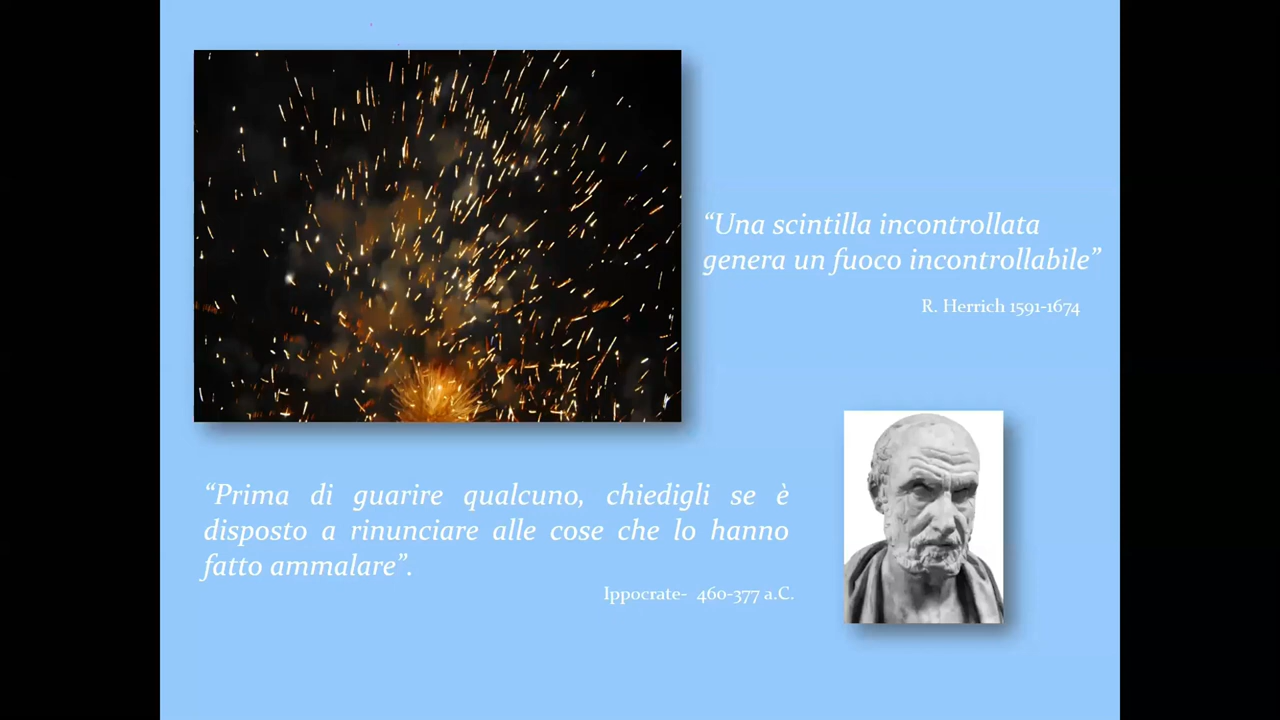 “Una scintilla incontrollata
genera un fuoco incontrollabile”
R. Herrich 1591-1674
“Prima di guarire qualcuno, chiedigli se è
disposto a rinunciare alle cose che lo hanno
fatto ammalare”.
Ippocrate- 460-377 a.C.